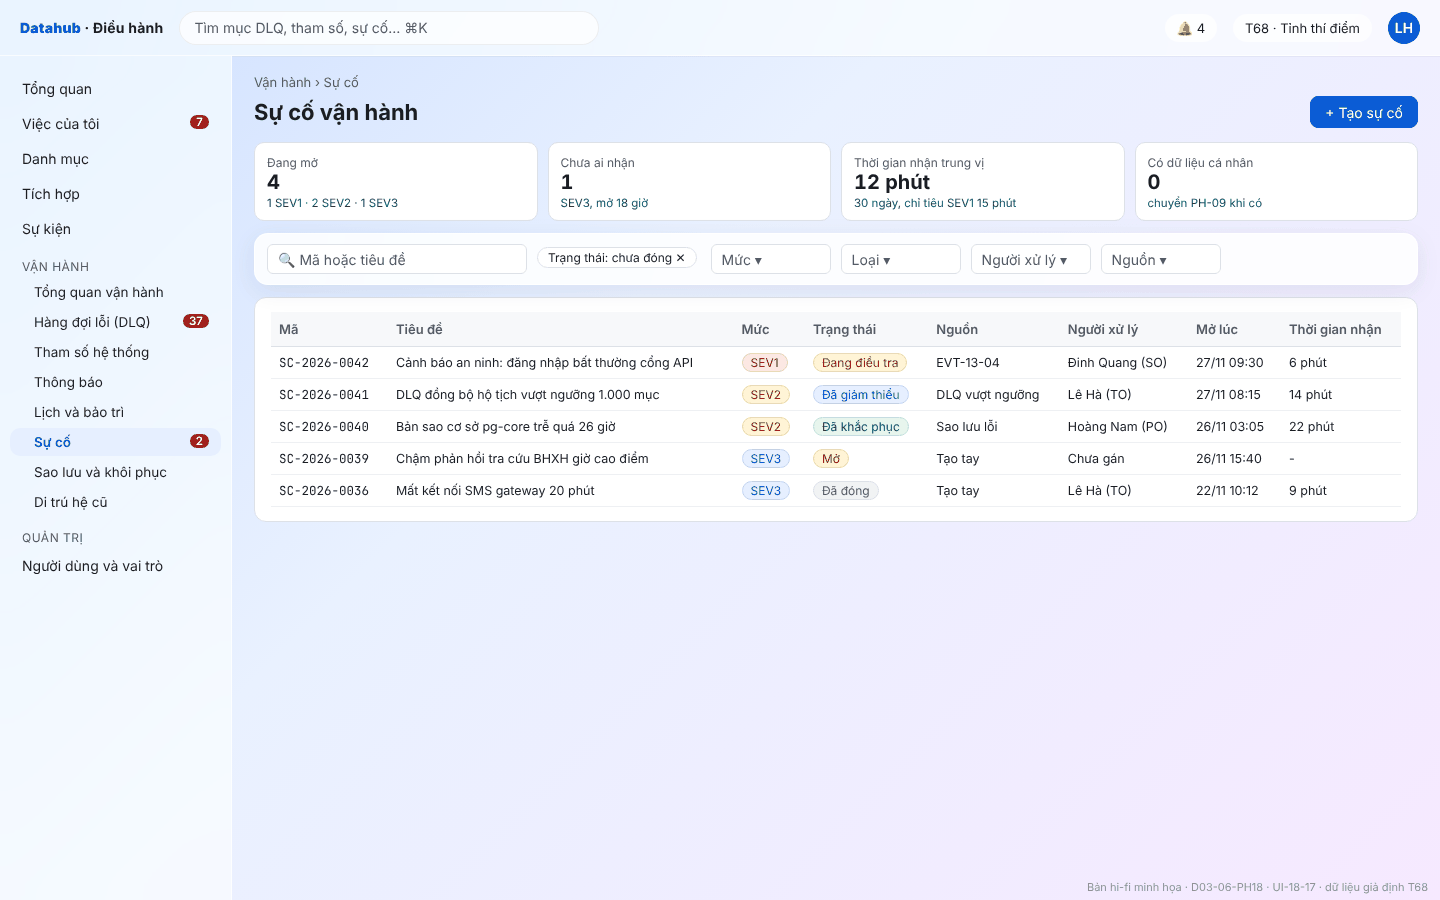 Datahub · Điều hành
Tìm mục DLQ, tham số, sự cố... ⌘K
4
T68 · Tỉnh thí điểm
LH
Tổng quan
Việc của tôi 7
Danh mục
Tích hợp
Sự kiện
VẬN HÀNH
Tổng quan vận hành
Hàng đợi lỗi (DLQ) 37
Tham số hệ thống
Thông báo
Lịch và bảo trì
Sự cố 2
Sao lưu và khôi phục
Di trú hệ cũ
QUẢN TRỊ
Người dùng và vai trò
Vận hành › Sự cố
Sự cố vận hành
+ Tạo sự cố
Đang mở
4
1 SEV1 · 2 SEV2 · 1 SEV3
Chưa ai nhận
1
SEV3, mở 18 giờ
Thời gian nhận trung vị
12 phút
30 ngày, chỉ tiêu SEV1 15 phút
Có dữ liệu cá nhân
0
chuyển PH-09 khi có
Mã hoặc tiêu đề
Trạng thái: chưa đóng ✕
Mức ▾
Loại ▾
Người xử lý ▾
Nguồn ▾
Mã Tiêu đề Mức Trạng thái Nguồn Người xử lý Mở lúc Thời gian nhận
SC-2026-0042 Cảnh báo an ninh: đăng nhập bất thường cổng API SEV1 Đang điều tra EVT-13-04 Đinh Quang (SO) 27/11 09:30 6 phút
SC-2026-0041 DLQ đồng bộ hộ tịch vượt ngưỡng 1.000 mục SEV2 Đã giảm thiểu DLQ vượt ngưỡng Lê Hà (TO) 27/11 08:15 14 phút
SC-2026-0040 Bản sao cơ sở pg-core trễ quá 26 giờ SEV2 Đã khắc phục Sao lưu lỗi Hoàng Nam (PO) 26/11 03:05 22 phút
SC-2026-0039 Chậm phản hồi tra cứu BHXH giờ cao điểm SEV3 Mở Tạo tay Chưa gán 26/11 15:40 -
SC-2026-0036 Mất kết nối SMS gateway 20 phút SEV3 Đã đóng Tạo tay Lê Hà (TO) 22/11 10:12 9 phút
Bản hi-fi minh họa · D03-06-PH18 · UI-18-17 · dữ liệu giả định T68